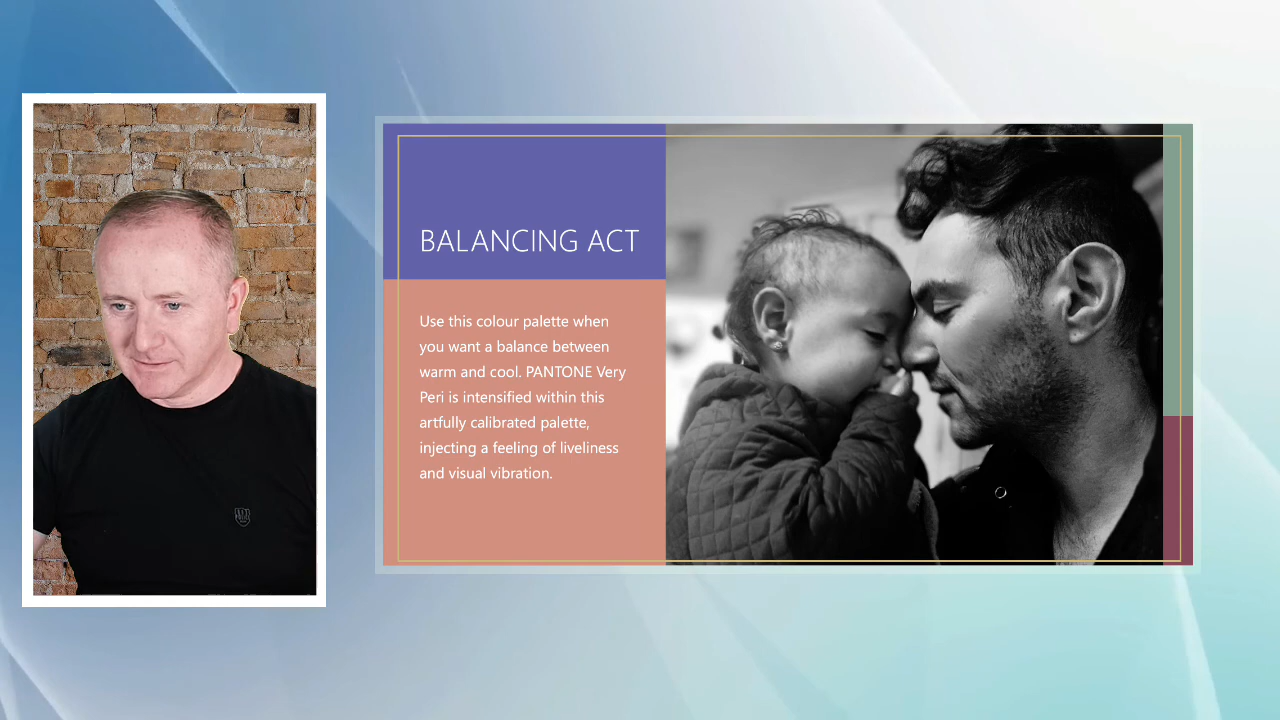 BALANCING ACT
Use this colour palette when
you want a balance between
warm and cool. PANTONE Very
Peri is intensified within this
artfully calibrated palette,
injecting a feeling of liveliness
and visual vibration.